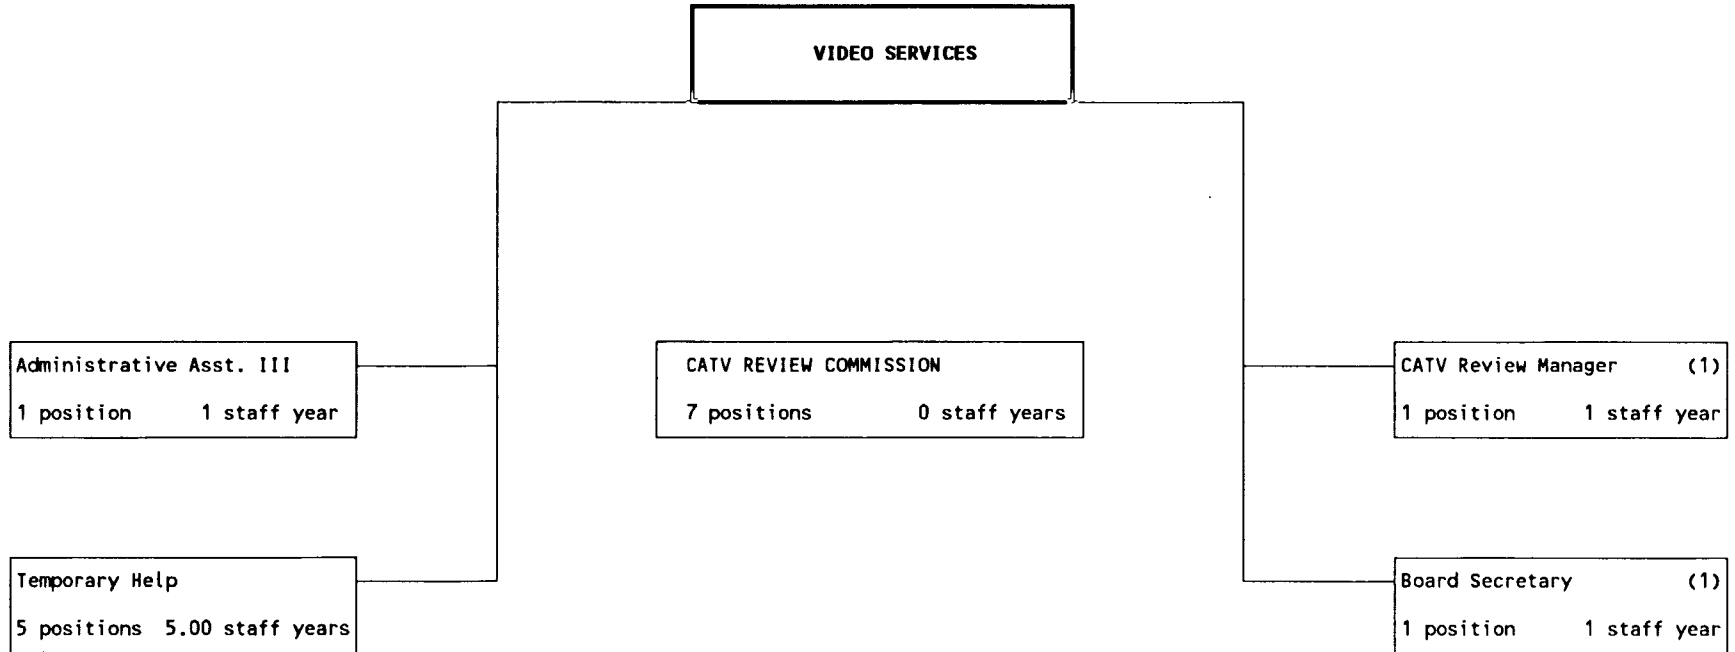 VIDEO SERVICES
Administrative Asst. III
1 position 1 staff year
CATV REVIEW COMMISSION
7 positions 0 staff years
CATV Review Manager (1)
1 position 1 staff year
Temporary Help
5 positions 5.00 staff years
Board Secretary (1)
1 position 1 staff year